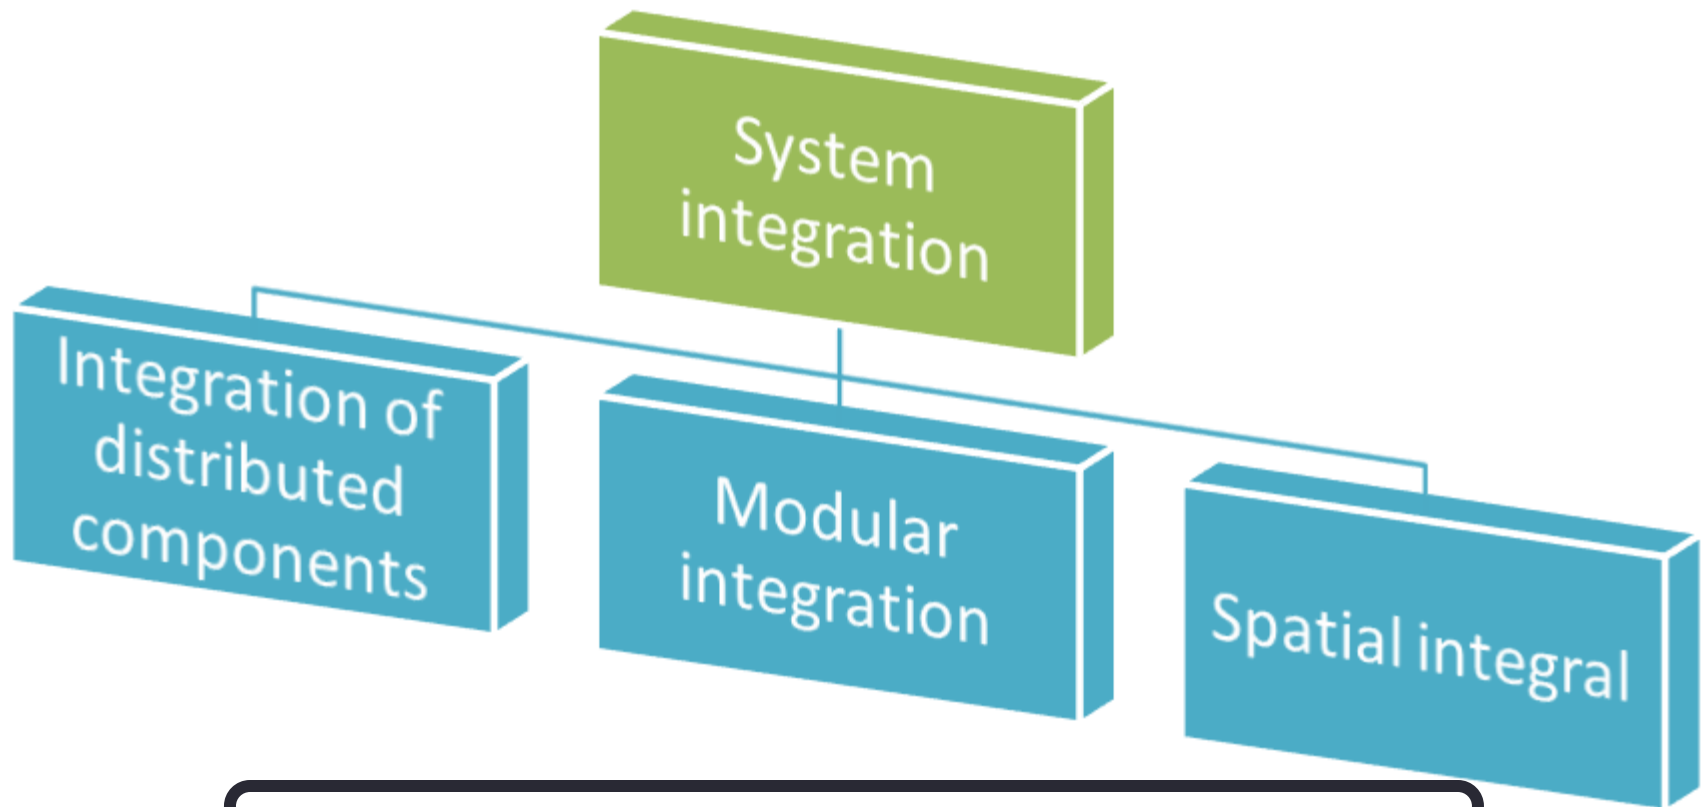 System
integration
Integration of
distributed
components
Modular
integration
Spatial integral